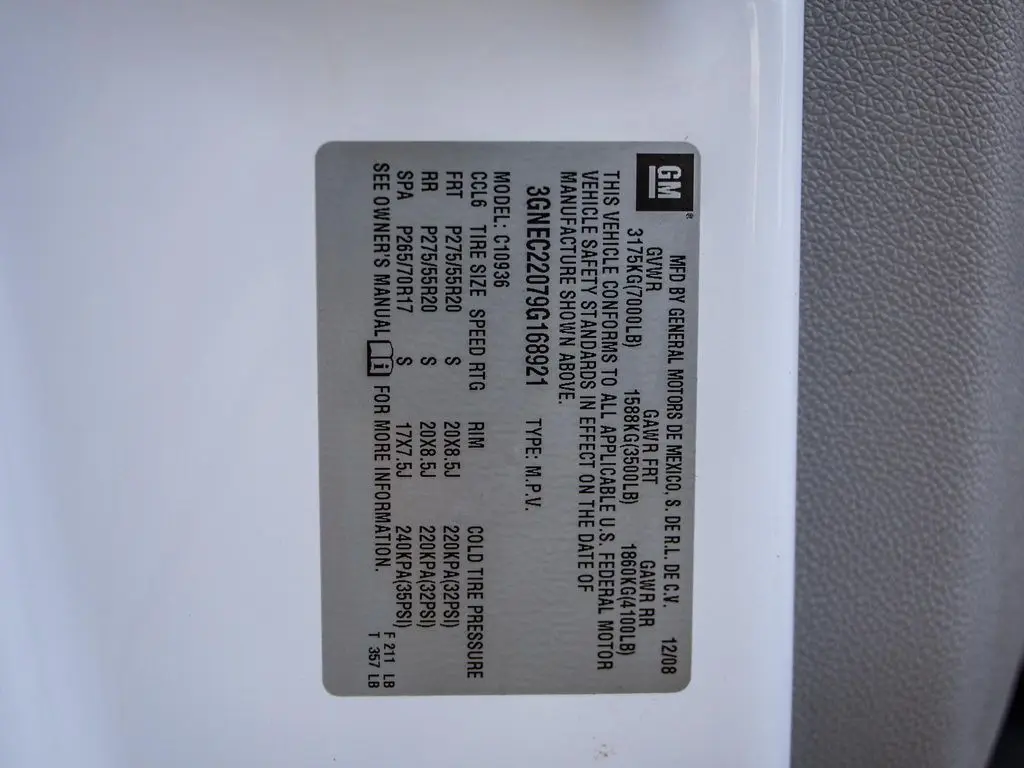 GM ®
MFD BY GENERAL MOTORS DE MEXICO, S. DE R.L. DE C.V. 12/08
GVWR GAWR FRT GAWR RR
3175KG(7000LB) 1588KG(3500LB) 1860KG(4100LB)
THIS VEHICLE CONFORMS TO ALL APPLICABLE U.S. FEDERAL MOTOR
VEHICLE SAFETY STANDARDS IN EFFECT ON THE DATE OF
MANUFACTURE SHOWN ABOVE.
3GNEC22079G168921 TYPE: M.P.V.
MODEL: C10936
CCL6 TIRE SIZE SPEED RTG RIM COLD TIRE PRESSURE
FRT P275/55R20 S 20X8.5J 220KPA(32PSI)
RR P275/55R20 S 20X8.5J 220KPA(32PSI)
SPA P265/70R17 S 17X7.5J 240KPA(35PSI)
SEE OWNER'S MANUAL i FOR MORE INFORMATION.
F 211 LB
T 357 LB